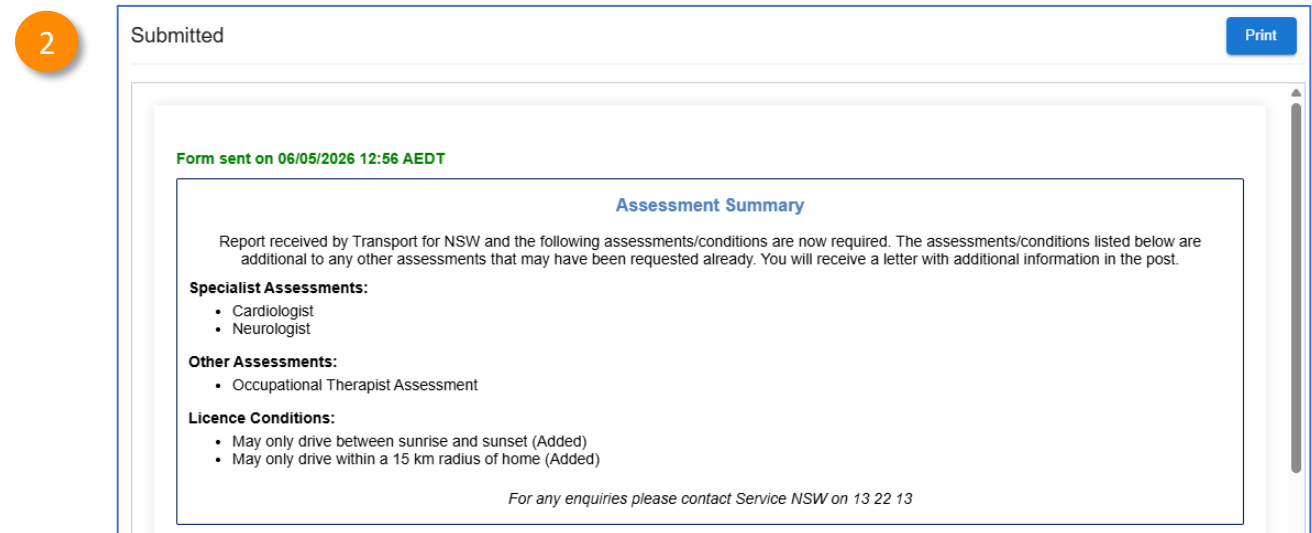 2
Submitted
Print
Form sent on 06/05/2026 12:56 AEDT
Assessment Summary
Report received by Transport for NSW and the following assessments/conditions are now required. The assessments/conditions listed below are
additional to any other assessments that may have been requested already. You will receive a letter with additional information in the post.
Specialist Assessments:
• Cardiologist
• Neurologist
Other Assessments:
• Occupational Therapist Assessment
Licence Conditions:
• May only drive between sunrise and sunset (Added)
• May only drive within a 15 km radius of home (Added)
For any enquiries please contact Service NSW on 13 22 13